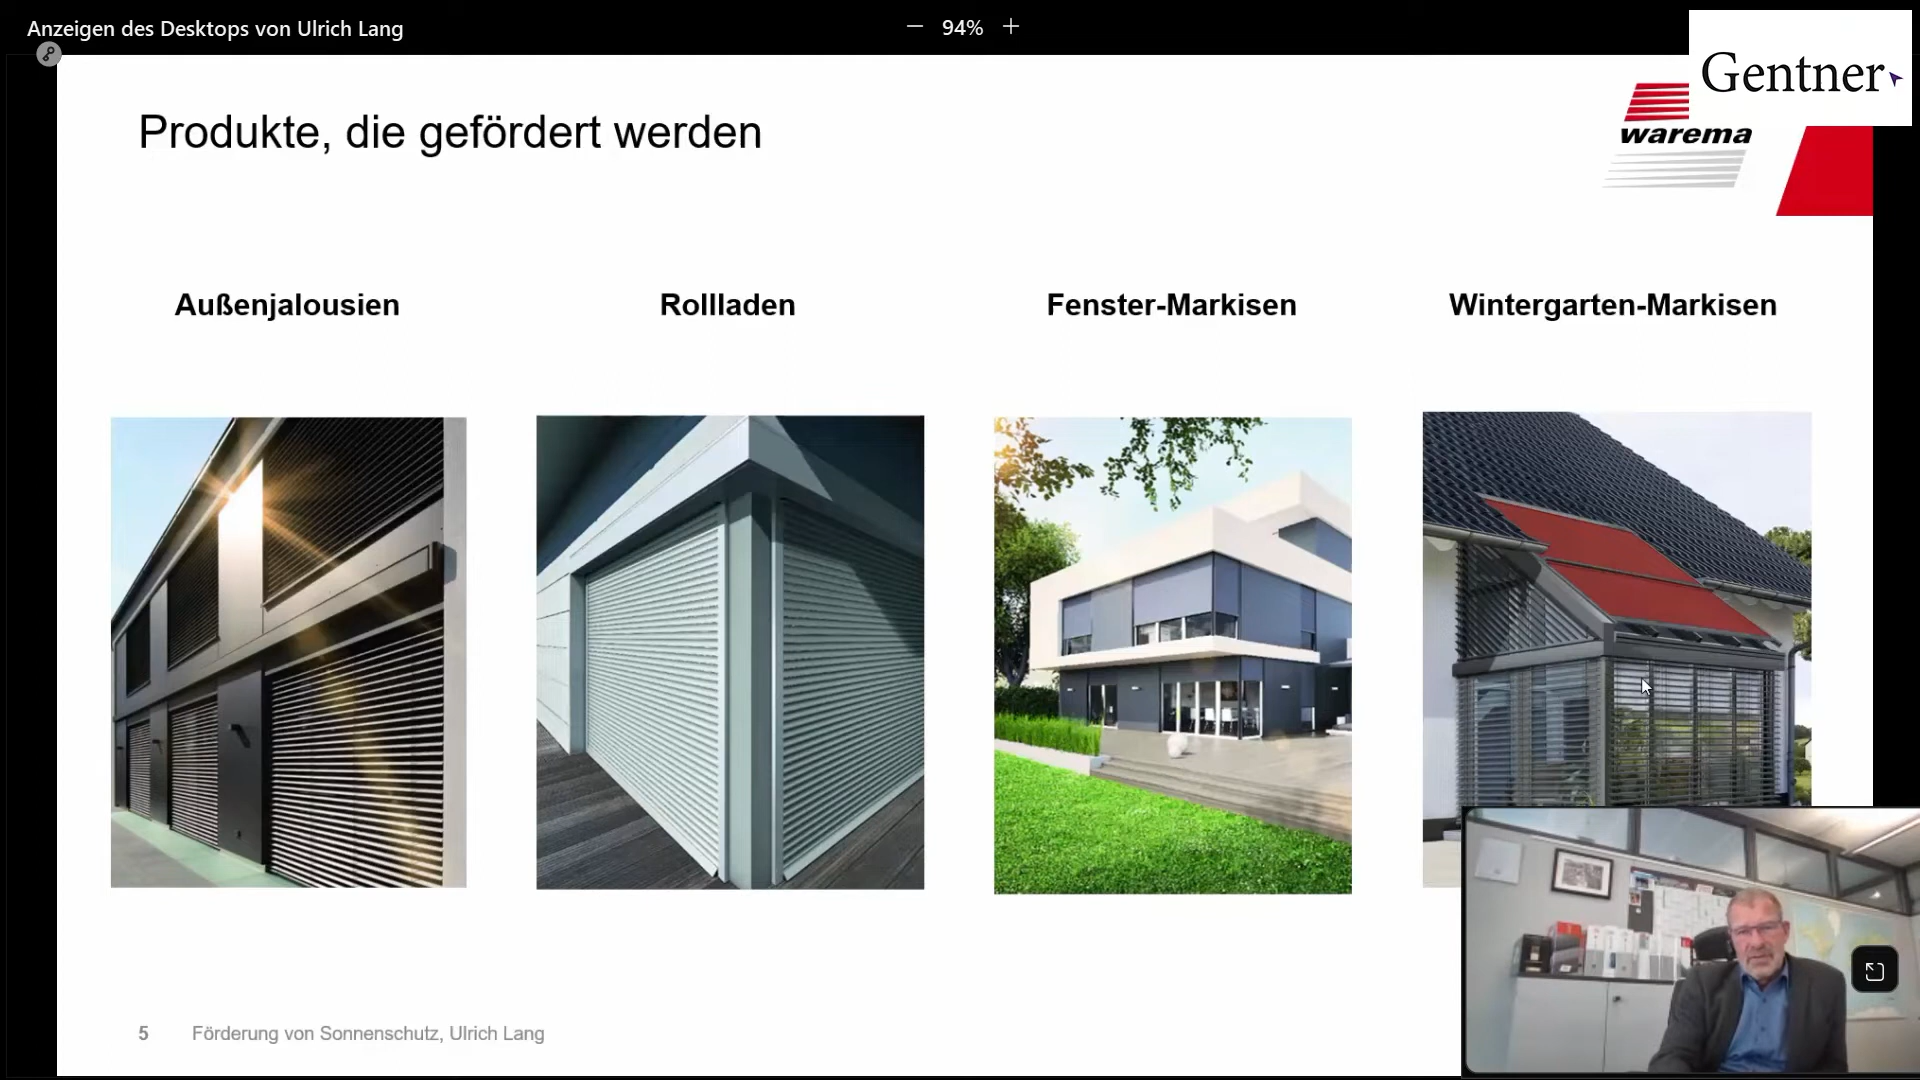 Anzeigen des Desktops von Ulrich Lang
94%
Gentner
warema
Produkte, die gefördert werden
Außenjalousien
Rollladen
Fenster-Markisen
Wintergarten-Markisen
5
Förderung von Sonnenschutz, Ulrich Lang